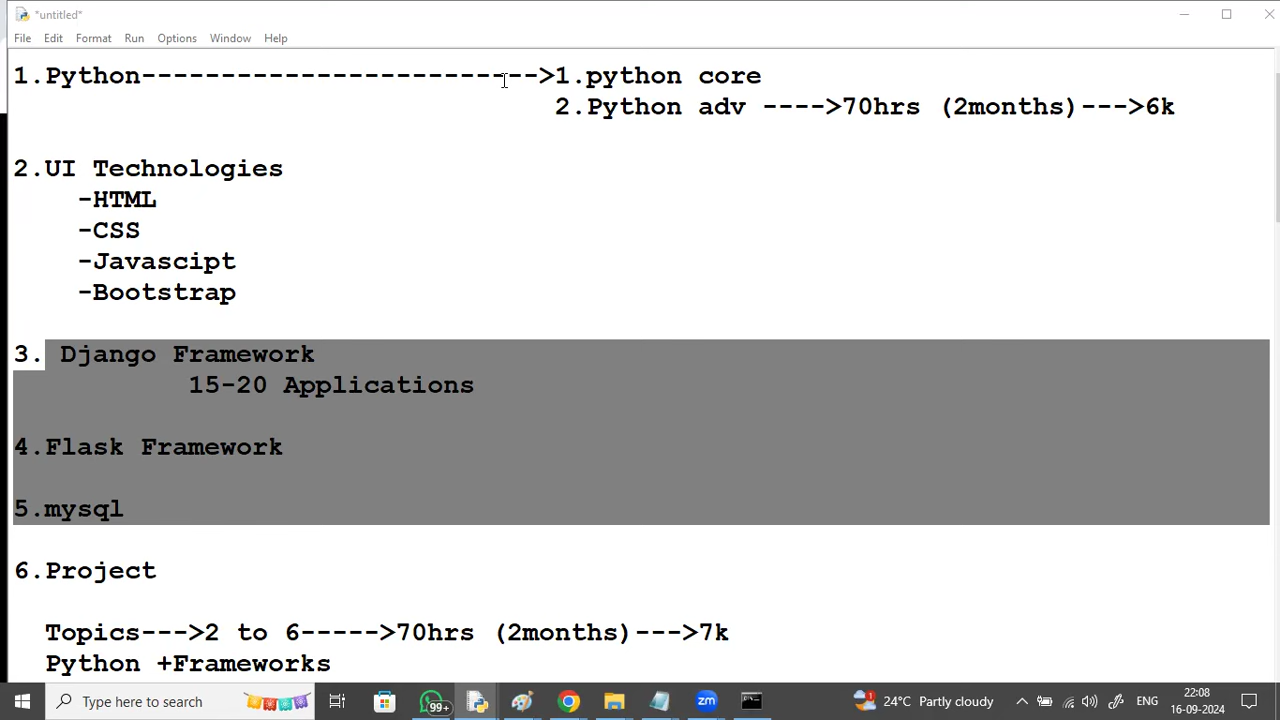 *untitled*
File Edit Format Run Options Window Help
1.Python------------------------->1.python core
2.Python adv ---->70hrs (2months)--->6k
2.UI Technologies
-HTML
-CSS
-Javascipt
-Bootstrap
3. Django Framework
15-20 Applications
4.Flask Framework
5.mysql
6.Project
Topics--->2 to 6----->70hrs (2months)--->7k
Python +Frameworks
Type here to search
99+
zm
1
24°C Partly cloudy
ENG
22:08
16-09-2024